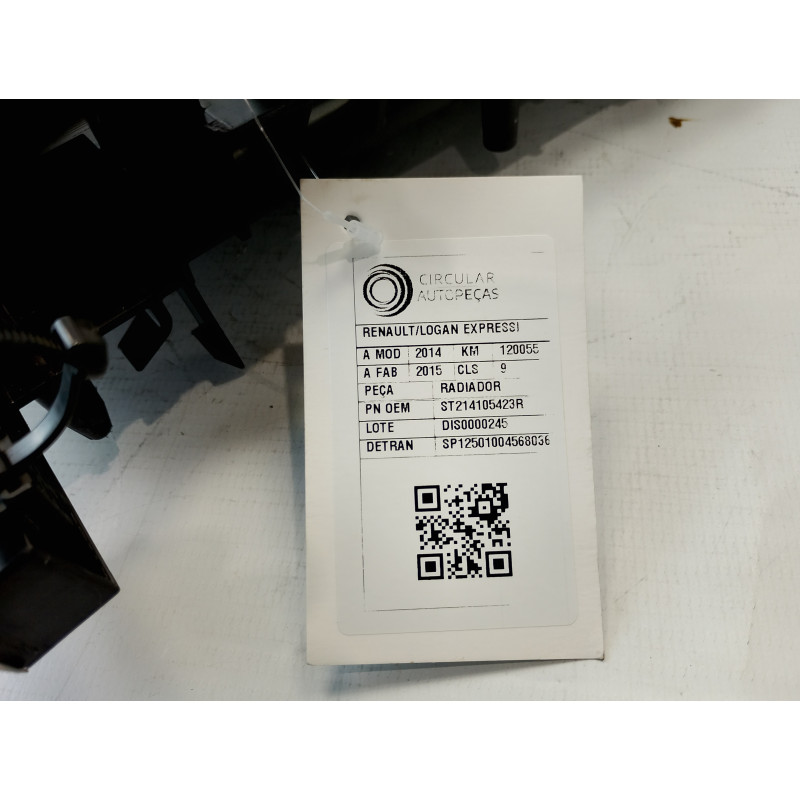 CIRCULAR
AUTOPEÇAS
RENAULT/LOGAN EXPRESSI
A MOD 2014 KM 120055
A FAB 2015 CLS 9
PEÇA RADIADOR
PN OEM ST214105423R
LOTE DIS0000245
DETRAN SP12501004568036